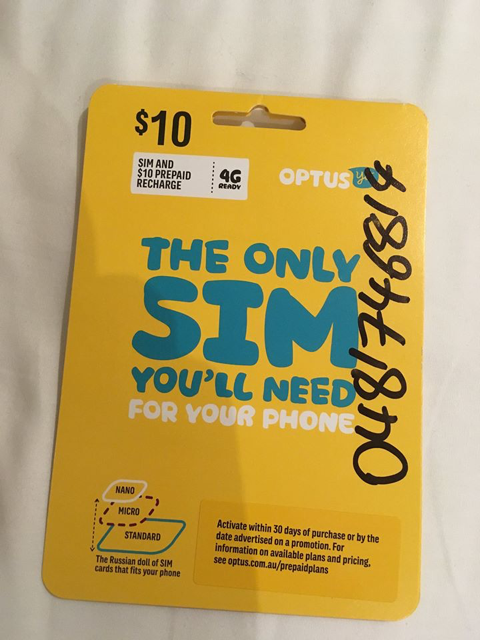 $10
SIM AND
$10 PREPAID
RECHARGE
4G
READY
OPTUS
yes
THE ONLY
SIM
YOU'LL NEED
FOR YOUR PHONE
0481746814
NANO
MICRO
STANDARD
The Russian doll of SIM
cards that fits your phone
Activate within 30 days of purchase or by the
date advertised on a promotion. For
information on available plans and pricing,
see optus.com.au/prepaidplans